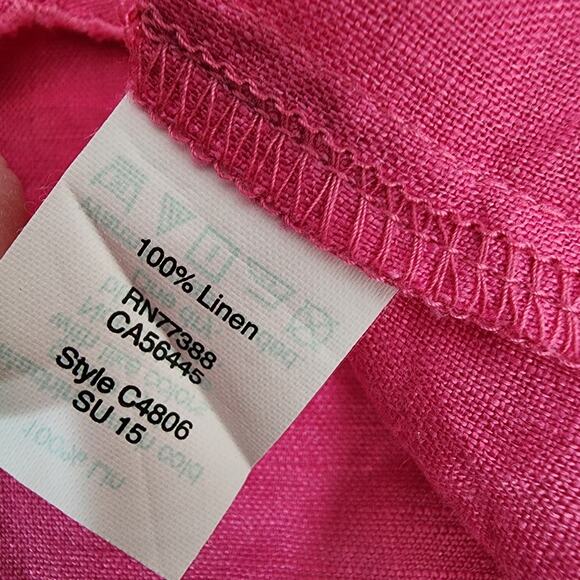 100% Linen
RN77388
CA56445
Style C4806
SU 15